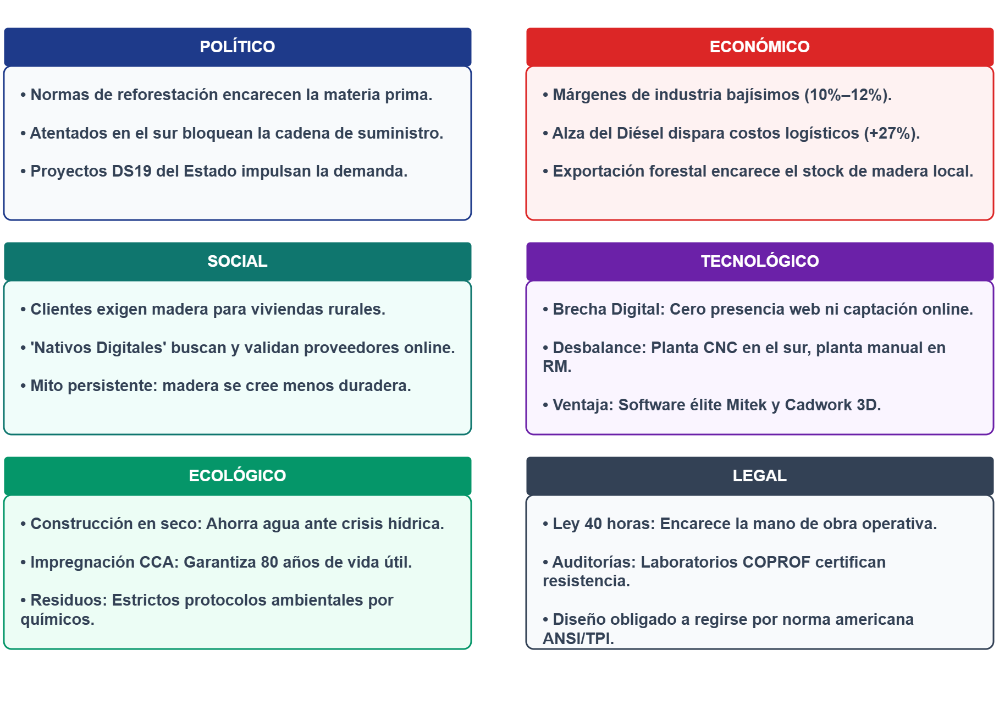 POLÍTICO
• Normas de reforestación encarecen la materia prima.
• Atentados en el sur bloquean la cadena de suministro.
• Proyectos DS19 del Estado impulsan la demanda.
ECONÓMICO
• Márgenes de industria bajísimos (10%–12%).
• Alza del Diésel dispara costos logísticos (+27%).
• Exportación forestal encarece el stock de madera local.
SOCIAL
• Clientes exigen madera para viviendas rurales.
• 'Nativos Digitales' buscan y validan proveedores online.
• Mito persistente: madera se cree menos duradera.
TECNOLÓGICO
• Brecha Digital: Cero presencia web ni captación online.
• Desbalance: Planta CNC en el sur, planta manual en
RM.
• Ventaja: Software élite Mitek y Cadwork 3D.
ECOLÓGICO
• Construcción en seco: Ahorra agua ante crisis hídrica.
• Impregnación CCA: Garantiza 80 años de vida útil.
• Residuos: Estrictos protocolos ambientales por
químicos.
LEGAL
• Ley 40 horas: Encarece la mano de obra operativa.
• Auditorías: Laboratorios COPROF certifican
resistencia.
• Diseño obligado a regirse por norma americana
ANSI/TPI.